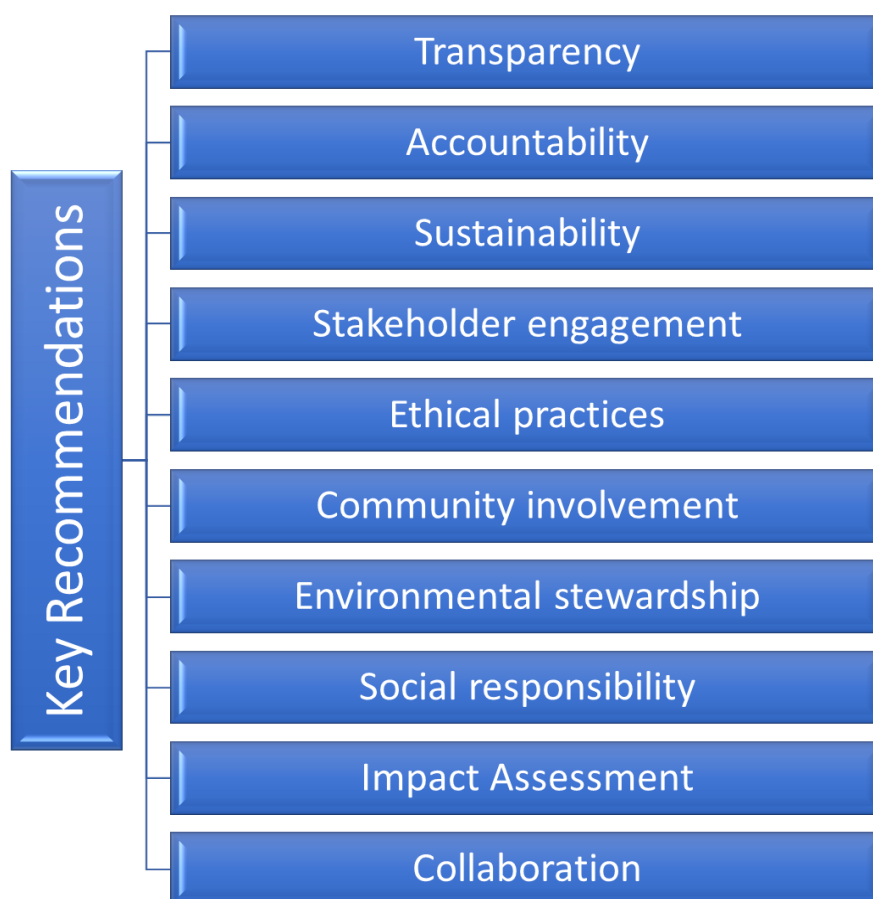 Key Recommendations
Transparency
Accountability
Sustainability
Stakeholder engagement
Ethical practices
Community involvement
Environmental stewardship
Social responsibility
Impact Assessment
Collaboration